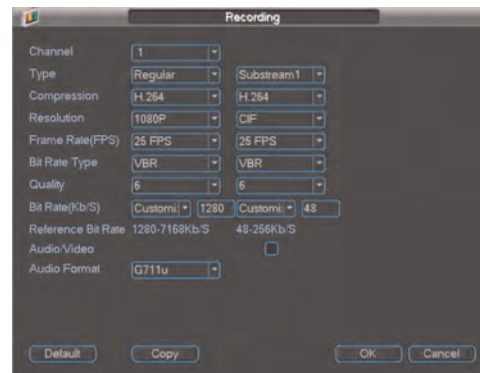 Recording
Channel 1
Type Regular Substream1
Compression H.264 H.264
Resolution 1080P CIF
Frame Rate(FPS) 25 FPS 25 FPS
Bit Rate Type VBR VBR
Quality 6 6
Bit Rate(Kb/S) Customi: 1280 Customi: 48
Reference Bit Rate 1280-7168Kb/S 48-256Kb/S
Audio/Video
Audio Format G711u
Default Copy OK Cancel